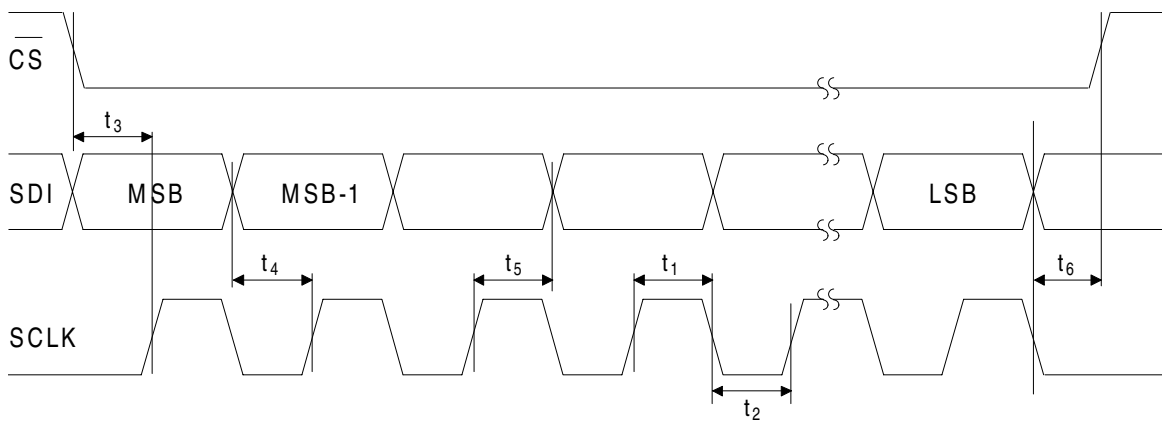 CS
t3
SDI MSB MSB-1 LSB
t4 t5 t1 t6
SCLK
t2